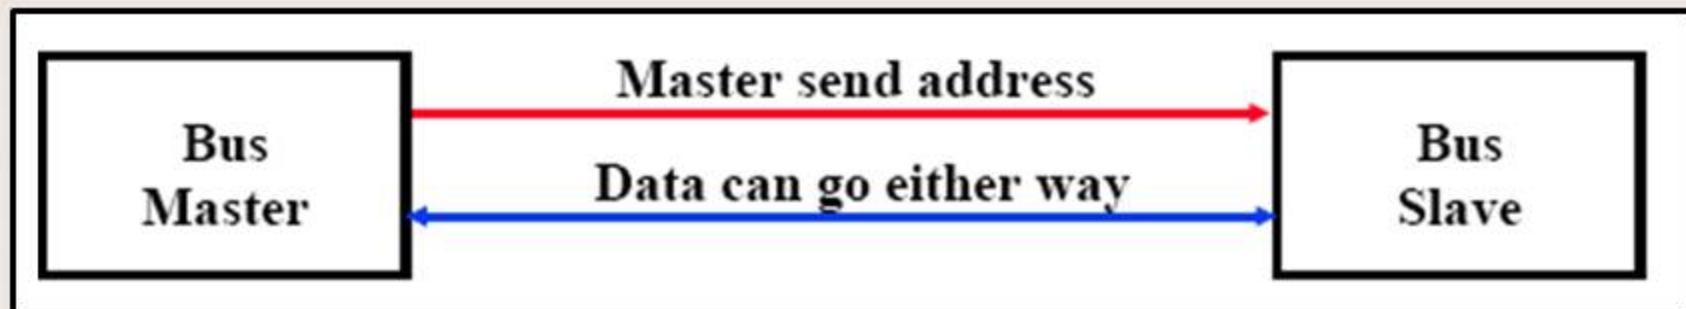 Bus
Master
Master send address
Data can go either way
Bus
Slave